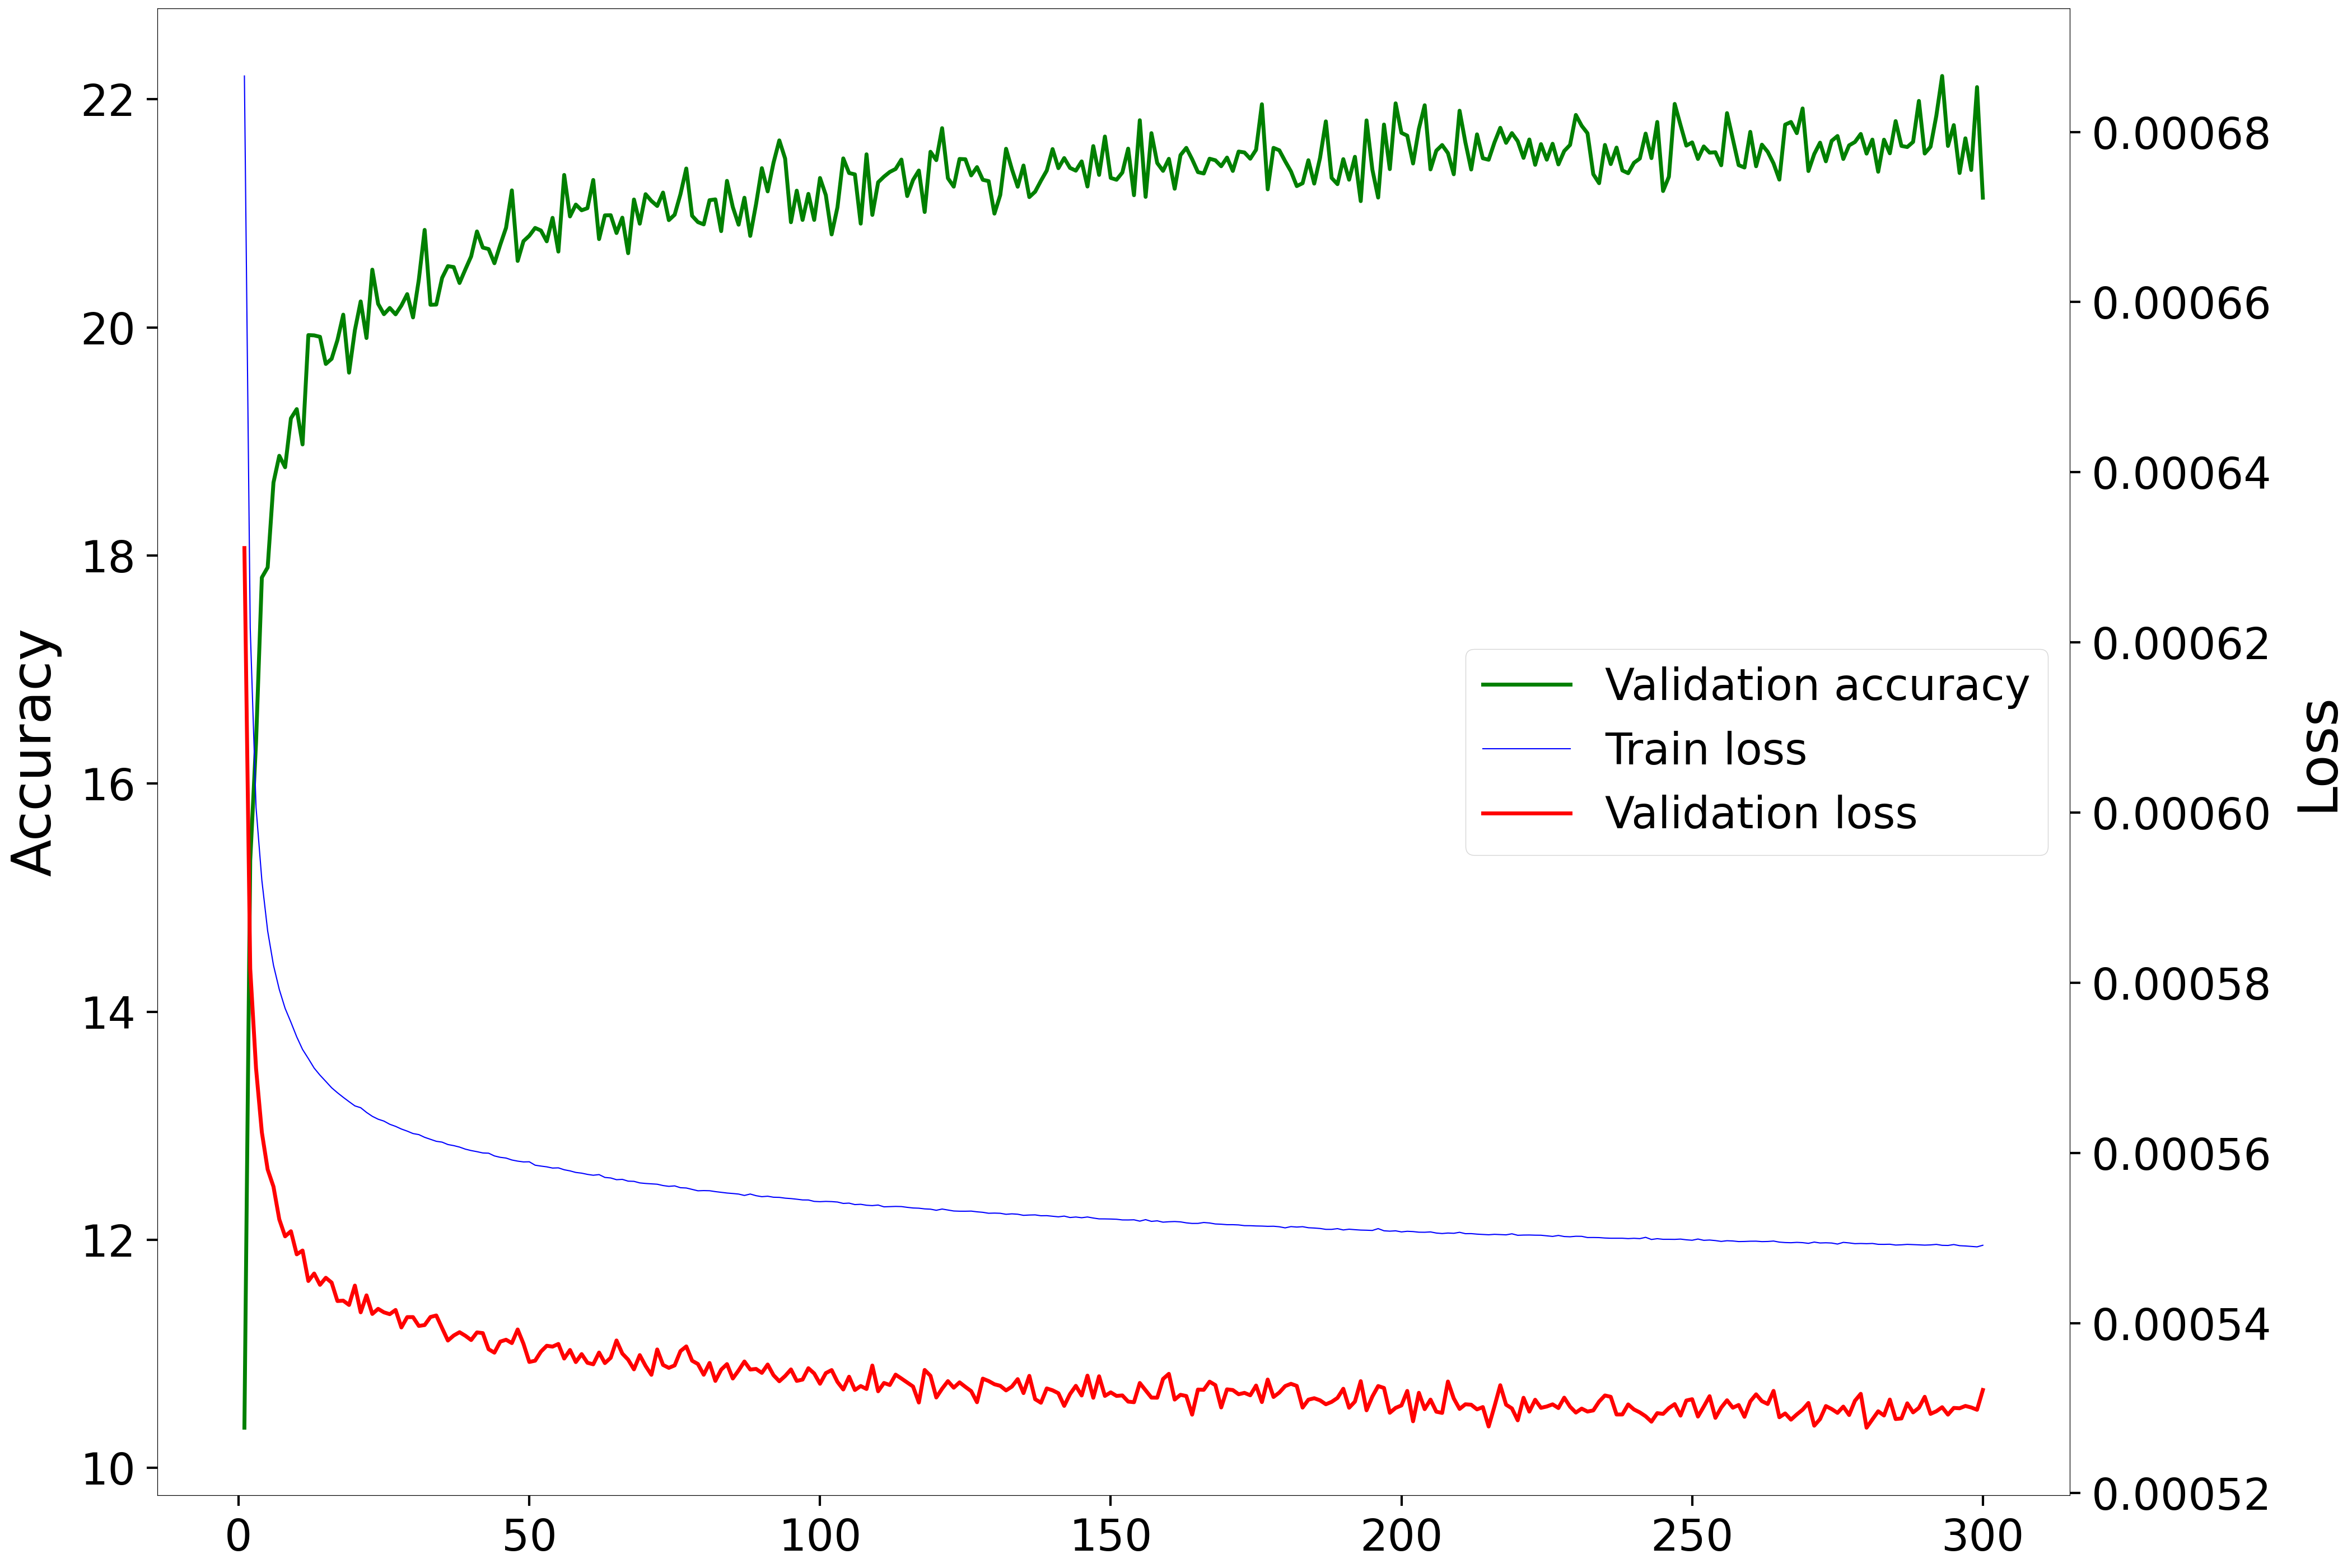 Accuracy
22
20
18
16
14
12
10
0.00068
0.00066
0.00064
0.00062
0.00060
0.00058
0.00056
0.00054
0.00052
Loss
Validation accuracy
Train loss
Validation loss
0 50 100 150 200 250 300